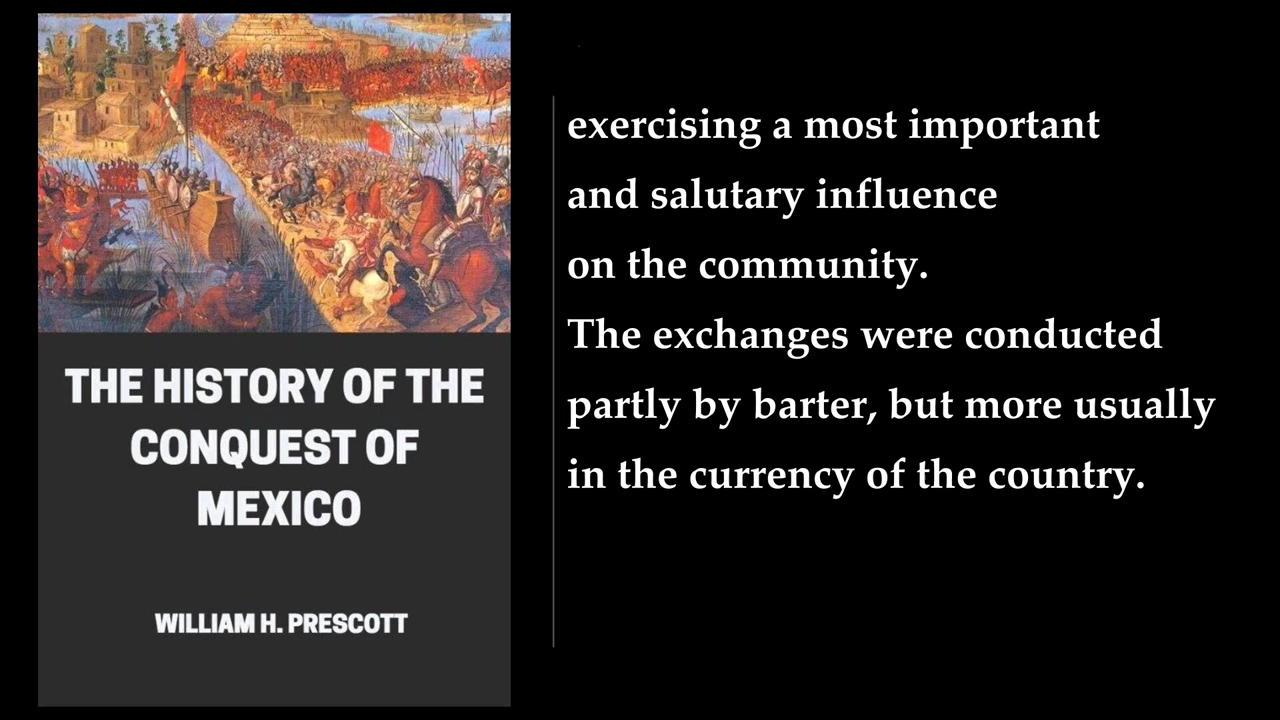 THE HISTORY OF THE
CONQUEST OF
MEXICO
WILLIAM H. PRESCOTT
exercising a most important
and salutary influence
on the community.
The exchanges were conducted
partly by barter, but more usually
in the currency of the country.